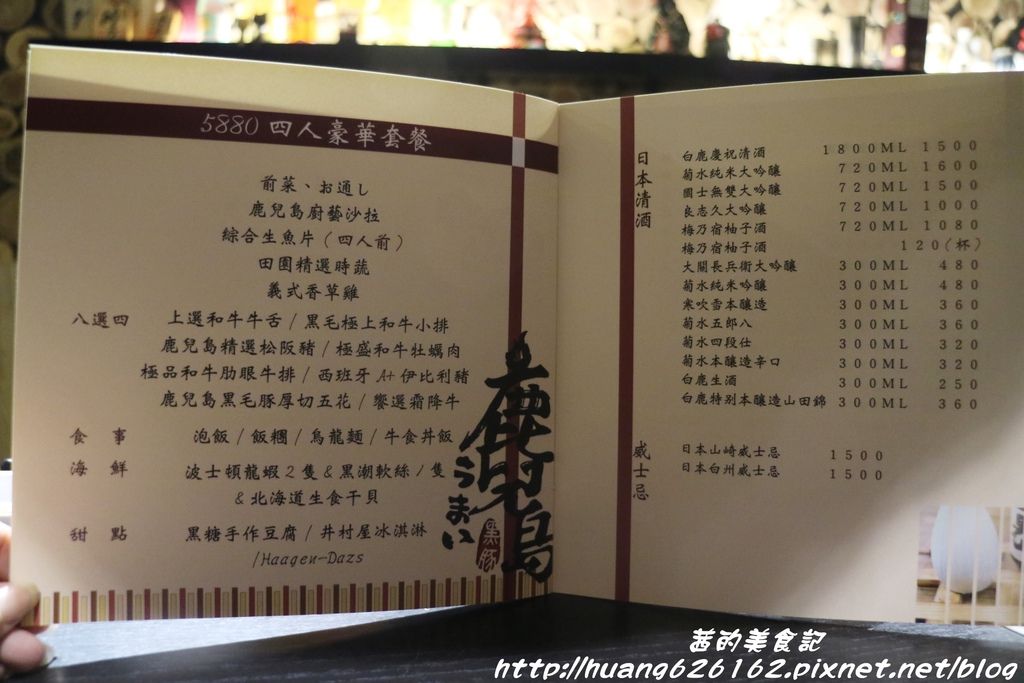 5880 四人豪華套餐
前菜、お通し
鹿兒島廚藝沙拉
綜合生魚片(四人前)
田園精選時蔬
義式香草雞
八選四 上選和牛牛舌/黑毛極上和牛小排
鹿兒島精選松阪豬/極盛和牛牡蠣肉
極品和牛肋眼牛排/西班牙A+伊比利豬
鹿兒島黑毛豚厚切五花/饗選霜降牛
食事 泡飯/飯糰/烏龍麵/牛食丼飯
海鮮 波士頓龍蝦2隻&黑潮軟絲1隻
&北海道生食干貝
甜點 黑糖手作豆腐/井村屋冰淇淋
/Haagen-Dazs
鹿兒島
うまい
黑豚
日本清酒
白鹿慶祝清酒 1800ML 1500
菊水純米大吟釀 720ML 1600
國士無雙大吟釀 720ML 1500
良志久大吟釀 720ML 1000
梅乃宿柚子酒 720ML 1080
梅乃宿柚子酒 120(杯)
大關長兵衛大吟釀 300ML 480
菊水純米吟釀 300ML 480
寒吹雪本釀造 300ML 360
菊水五郎八 300ML 360
菊水四段仕 300ML 320
菊水本釀造辛口 300ML 320
白鹿生酒 300ML 250
白鹿特別本釀造山田錦 300ML 360
威士忌
日本山崎威士忌 1500
日本白州威士忌 1500
茜的美食記
http://huang626162.pixnet.net/blog